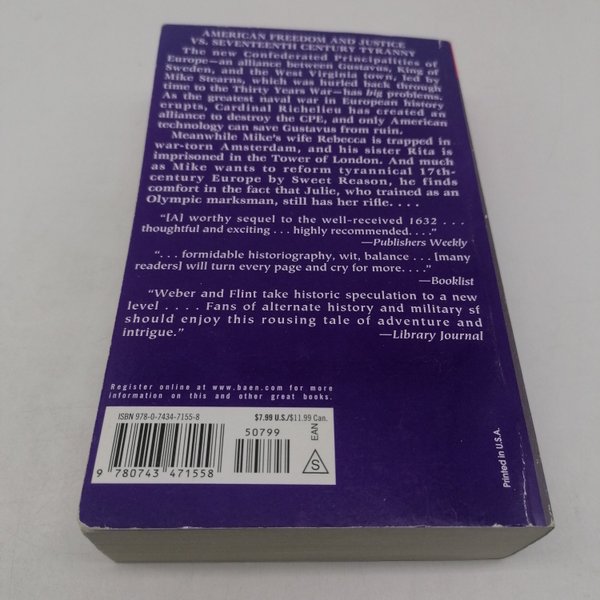 AMERICAN FREEDOM AND JUSTICE
VS. SEVENTEENTH CENTURY TYRANNY
The new Confederated Principalities of
Europe—an alliance between Gustavus, King of
Sweden, and the West Virginia town, led by
Mike Stearns, which was hurled back through
time to the Thirty Years War—has big problems.
As the greatest naval war in European history
erupts, Cardinal Richelieu has created an
alliance to destroy the CPE, and only American
technology can save Gustavus from ruin.
Meanwhile Mike's wife Rebecca is trapped in
war-torn Amsterdam, and his sister Rita is
imprisoned in the Tower of London. And much
as Mike wants to reform tyrannical 17th-
century Europe by Sweet Reason, he finds
comfort in the fact that Julie, who trained as an
Olympic marksman, still has her rifle. . . .
"[A] worthy sequel to the well-received 1632 . . .
thoughtful and exciting . . . highly recommended. . . ."
—Publishers Weekly
". . . formidable historiography, wit, balance . . . [many
readers] will turn every page and cry for more. . . ."
—Booklist
"Weber and Flint take historic speculation to a new
level . . . . Fans of alternate history and military sf
should enjoy this rousing tale of adventure and
intrigue." —Library Journal
Register online at www.baen.com for more
information on this and other great books.
ISBN 978-0-7434-7155-8 $7.99 U.S./$11.99 Can.
50799
EAN
S
9 780743 471558
Printed in U.S.A.